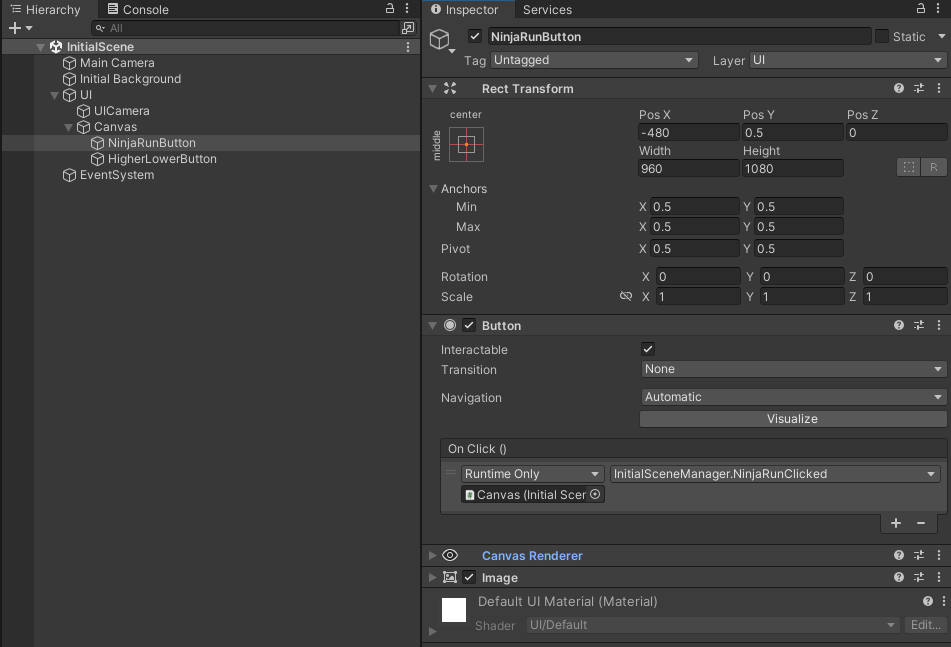 Hierarchy
Console
All
InitialScene
Main Camera
Initial Background
UI
UICamera
Canvas
NinjaRunButton
HigherLowerButton
EventSystem
Inspector
Services
NinjaRunButton
Static
Tag Untagged
Layer UI
Rect Transform
center
middle
Pos X Pos Y Pos Z
-480 0.5 0
Width Height
960 1080
R
Anchors
Min X 0.5 Y 0.5
Max X 0.5 Y 0.5
Pivot X 0.5 Y 0.5
Rotation X 0 Y 0 Z 0
Scale X 1 Y 1 Z 1
Button
Interactable
Transition None
Navigation Automatic
Visualize
On Click ()
Runtime Only InitialSceneManager.NinjaRunClicked
Canvas (Initial Scer
Canvas Renderer
Image
Default UI Material (Material)
Shader UI/Default Edit...